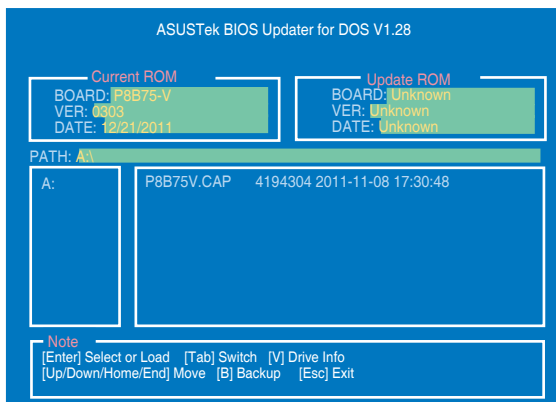 ASUSTek BIOS Updater for DOS V1.28
Current ROM
BOARD: P8B75-V
VER: 0303
DATE: 12/21/2011
Update ROM
BOARD: Unknown
VER: Unknown
DATE: Unknown
PATH: A:\
A:
P8B75V.CAP 4194304 2011-11-08 17:30:48
Note
[Enter] Select or Load [Tab] Switch [V] Drive Info
[Up/Down/Home/End] Move [B] Backup [Esc] Exit